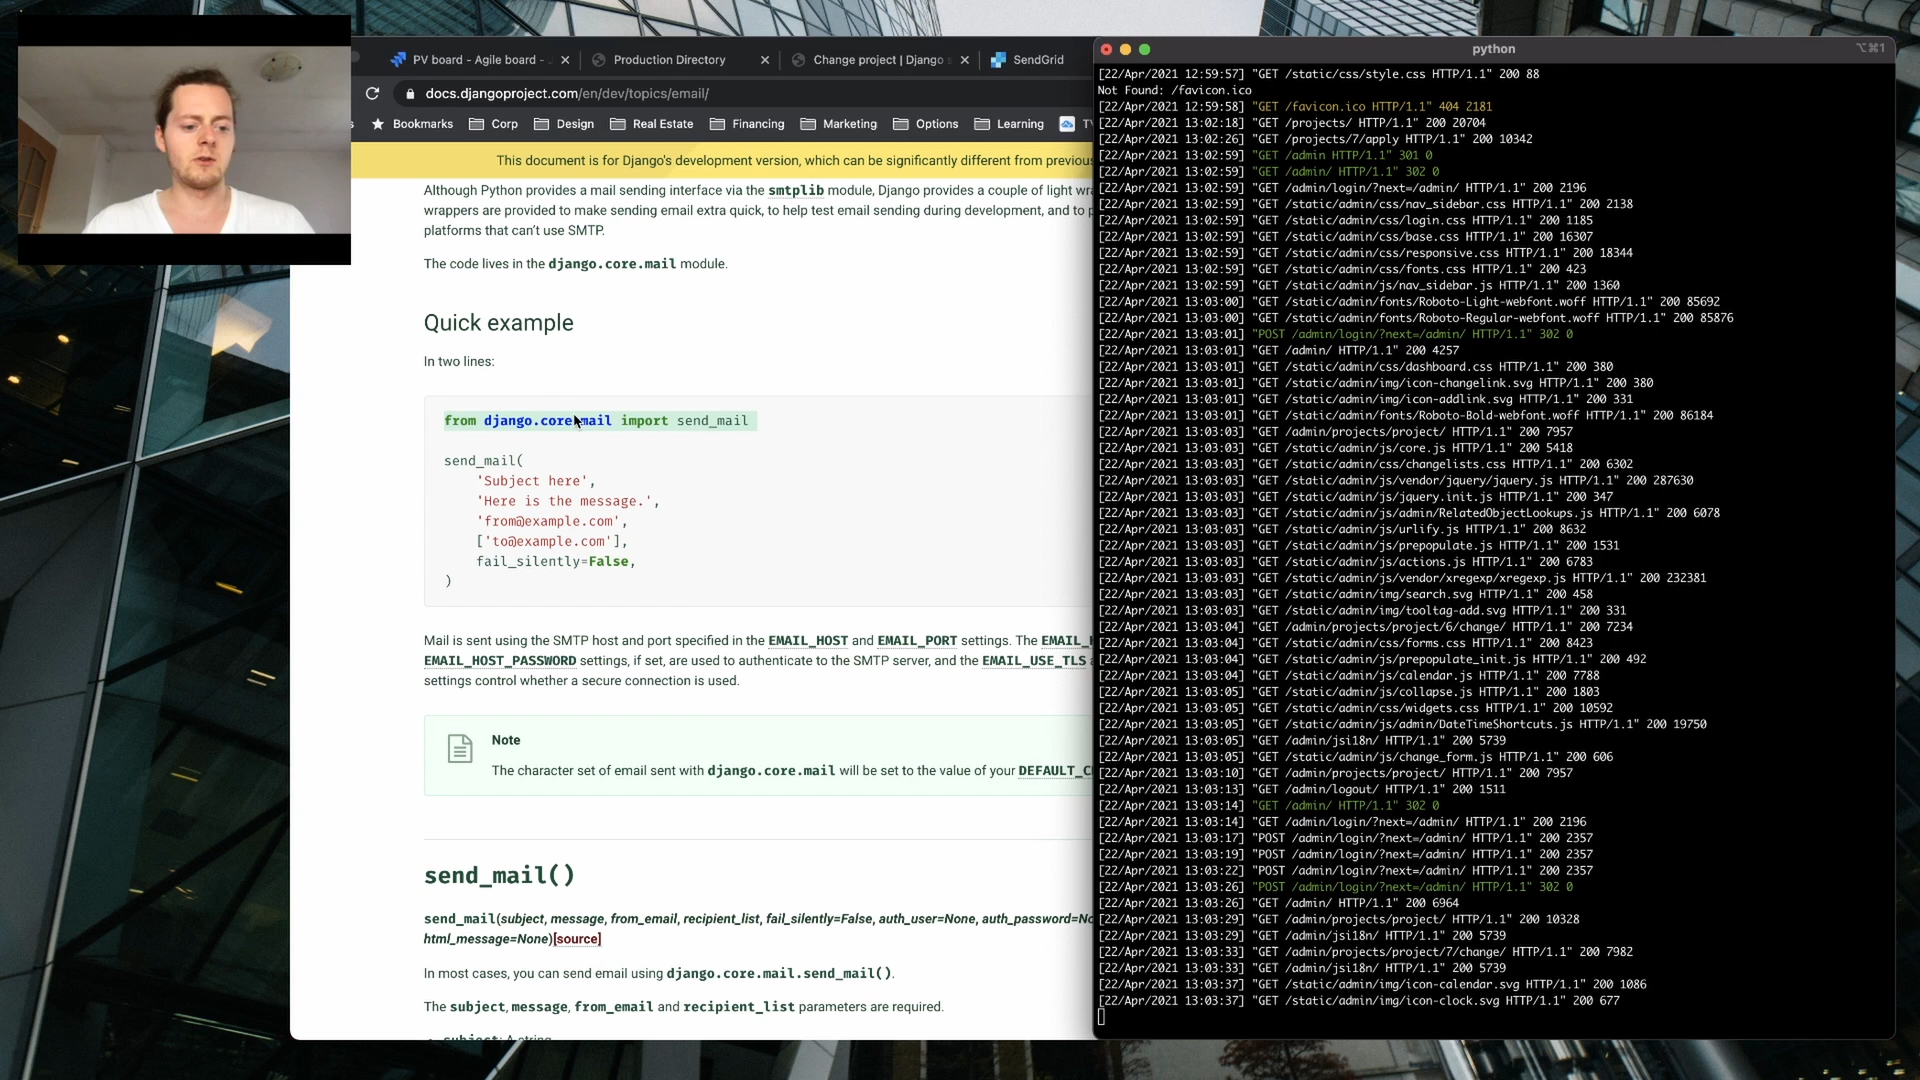 PV board - Agile board -
Production Directory
Change project | Django
SendGrid
docs.djangoproject.com/en/dev/topics/email/
Bookmarks
Corp
Design
Real Estate
Financing
Marketing
Options
Learning
This document is for Django's development version, which can be significantly different from previous
Although Python provides a mail sending interface via the smtplib module, Django provides a couple of light
wrappers are provided to make sending email extra quick, to help test email sending during development, and to
platforms that can't use SMTP.
The code lives in the django.core.mail module.
Quick example
In two lines:
from django.core.mail import send_mail
send_mail(
'Subject here',
'Here is the message.',
'from@example.com',
['to@example.com'],
fail_silently=False,
)
Mail is sent using the SMTP host and port specified in the EMAIL_HOST and EMAIL_PORT settings. The
EMAIL_HOST_PASSWORD settings, if set, are used to authenticate to the SMTP server, and the EMAIL_USE_TLS
settings control whether a secure connection is used.
Note
The character set of email sent with django.core.mail will be set to the value of your
send_mail()
send_mail(subject, message, from_email, recipient_list, fail_silently=False, auth_user=None,
html_message=None)[source]
In most cases, you can send email using django.core.mail.send_mail().
The subject, message, from_email and recipient_list parameters are required.
python
⌥⌘1
[22/Apr/2021 12:59:57] "GET /static/css/style.css HTTP/1.1" 200 88
Not Found: /favicon.ico
[22/Apr/2021 12:59:58] "GET /favicon.ico HTTP/1.1" 404 2181
[22/Apr/2021 13:02:18] "GET /projects/ HTTP/1.1" 200 20704
[22/Apr/2021 13:02:26] "GET /projects/7/apply HTTP/1.1" 200 10342
[22/Apr/2021 13:02:59] "GET /admin HTTP/1.1" 301 0
[22/Apr/2021 13:02:59] "GET /admin/ HTTP/1.1" 302 0
[22/Apr/2021 13:02:59] "GET /admin/login/?next=/admin/ HTTP/1.1" 200 2196
[22/Apr/2021 13:02:59] "GET /static/admin/css/nav_sidebar.css HTTP/1.1" 200 2138
[22/Apr/2021 13:02:59] "GET /static/admin/css/login.css HTTP/1.1" 200 1185
[22/Apr/2021 13:02:59] "GET /static/admin/css/base.css HTTP/1.1" 200 16307
[22/Apr/2021 13:02:59] "GET /static/admin/css/responsive.css HTTP/1.1" 200 18344
[22/Apr/2021 13:02:59] "GET /static/admin/css/fonts.css HTTP/1.1" 200 423
[22/Apr/2021 13:02:59] "GET /static/admin/js/nav_sidebar.js HTTP/1.1" 200 1360
[22/Apr/2021 13:03:00] "GET /static/admin/fonts/Roboto-Light-webfont.woff HTTP/1.1" 200 85692
[22/Apr/2021 13:03:00] "GET /static/admin/fonts/Roboto-Regular-webfont.woff HTTP/1.1" 200 85876
[22/Apr/2021 13:03:01] "POST /admin/login/?next=/admin/ HTTP/1.1" 302 0
[22/Apr/2021 13:03:01] "GET /admin/ HTTP/1.1" 200 4257
[22/Apr/2021 13:03:01] "GET /static/admin/css/dashboard.css HTTP/1.1" 200 380
[22/Apr/2021 13:03:01] "GET /static/admin/img/icon-changelink.svg HTTP/1.1" 200 380
[22/Apr/2021 13:03:01] "GET /static/admin/img/icon-addlink.svg HTTP/1.1" 200 331
[22/Apr/2021 13:03:01] "GET /static/admin/fonts/Roboto-Bold-webfont.woff HTTP/1.1" 200 86184
[22/Apr/2021 13:03:03] "GET /admin/projects/project/ HTTP/1.1" 200 7957
[22/Apr/2021 13:03:03] "GET /static/admin/js/core.js HTTP/1.1" 200 5418
[22/Apr/2021 13:03:03] "GET /static/admin/css/changelists.css HTTP/1.1" 200 6302
[22/Apr/2021 13:03:03] "GET /static/admin/js/vendor/jquery/jquery.js HTTP/1.1" 200 287630
[22/Apr/2021 13:03:03] "GET /static/admin/js/jquery.init.js HTTP/1.1" 200 347
[22/Apr/2021 13:03:03] "GET /static/admin/js/admin/RelatedObjectLookups.js HTTP/1.1" 200 6078
[22/Apr/2021 13:03:03] "GET /static/admin/js/urlify.js HTTP/1.1" 200 8632
[22/Apr/2021 13:03:03] "GET /static/admin/js/prepopulate.js HTTP/1.1" 200 1531
[22/Apr/2021 13:03:03] "GET /static/admin/js/actions.js HTTP/1.1" 200 6783
[22/Apr/2021 13:03:03] "GET /static/admin/js/vendor/xregexp/xregexp.js HTTP/1.1" 200 232381
[22/Apr/2021 13:03:03] "GET /static/admin/img/search.svg HTTP/1.1" 200 458
[22/Apr/2021 13:03:03] "GET /static/admin/img/tooltag-add.svg HTTP/1.1" 200 331
[22/Apr/2021 13:03:04] "GET /admin/projects/project/6/change/ HTTP/1.1" 200 7234
[22/Apr/2021 13:03:04] "GET /static/admin/css/forms.css HTTP/1.1" 200 8423
[22/Apr/2021 13:03:04] "GET /static/admin/js/prepopulate_init.js HTTP/1.1" 200 492
[22/Apr/2021 13:03:04] "GET /static/admin/js/calendar.js HTTP/1.1" 200 7788
[22/Apr/2021 13:03:05] "GET /static/admin/js/collapse.js HTTP/1.1" 200 1803
[22/Apr/2021 13:03:05] "GET /static/admin/css/widgets.css HTTP/1.1" 200 10592
[22/Apr/2021 13:03:05] "GET /static/admin/js/admin/DateTimeShortcuts.js HTTP/1.1" 200 19750
[22/Apr/2021 13:03:05] "GET /admin/jsi18n/ HTTP/1.1" 200 5739
[22/Apr/2021 13:03:05] "GET /static/admin/js/change_form.js HTTP/1.1" 200 606
[22/Apr/2021 13:03:10] "GET /admin/projects/project/ HTTP/1.1" 200 7957
[22/Apr/2021 13:03:13] "GET /admin/logout/ HTTP/1.1" 200 1511
[22/Apr/2021 13:03:14] "GET /admin/ HTTP/1.1" 302 0
[22/Apr/2021 13:03:14] "GET /admin/login/?next=/admin/ HTTP/1.1" 200 2196
[22/Apr/2021 13:03:17] "POST /admin/login/?next=/admin/ HTTP/1.1" 200 2357
[22/Apr/2021 13:03:19] "POST /admin/login/?next=/admin/ HTTP/1.1" 200 2357
[22/Apr/2021 13:03:22] "POST /admin/login/?next=/admin/ HTTP/1.1" 200 2357
[22/Apr/2021 13:03:26] "POST /admin/login/?next=/admin/ HTTP/1.1" 302 0
[22/Apr/2021 13:03:26] "GET /admin/ HTTP/1.1" 200 6964
[22/Apr/2021 13:03:29] "GET /admin/projects/project/ HTTP/1.1" 200 10328
[22/Apr/2021 13:03:29] "GET /admin/jsi18n/ HTTP/1.1" 200 5739
[22/Apr/2021 13:03:33] "GET /admin/projects/project/7/change/ HTTP/1.1" 200 7982
[22/Apr/2021 13:03:33] "GET /admin/jsi18n/ HTTP/1.1" 200 5739
[22/Apr/2021 13:03:37] "GET /static/admin/img/icon-calendar.svg HTTP/1.1" 200 1086
[22/Apr/2021 13:03:37] "GET /static/admin/img/icon-clock.svg HTTP/1.1" 200 677